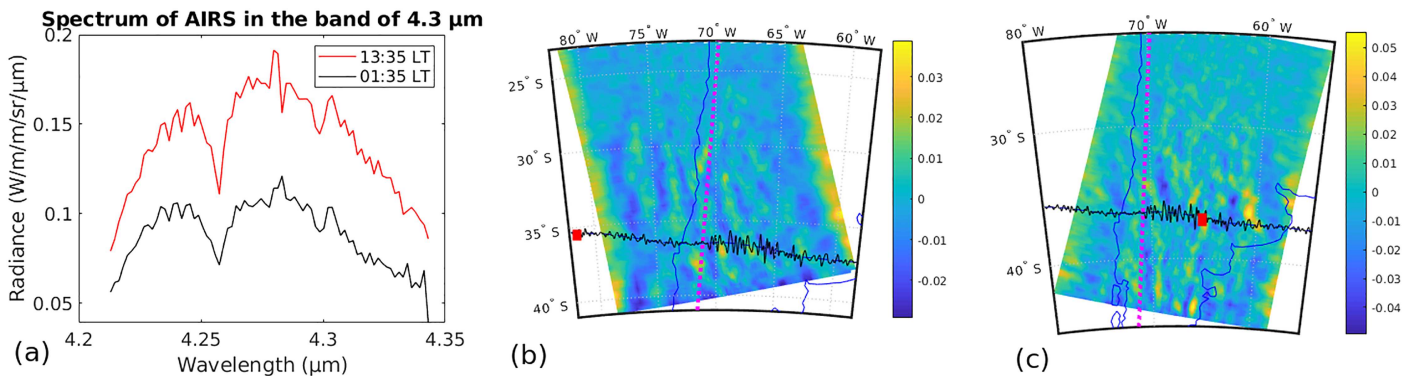 Spectrum of AIRS in the band of 4.3 μm
0.2
0.15
0.1
0.05
Radiance (W/m/m/sr/μm)
13:35 LT
01:35 LT
4.2
4.25
4.3
4.35
Wavelength (μm)
(a)
80° W
75° W
70° W
65° W
60° W
25° S
30° S
35° S
40° S
0.03
0.02
0.01
0
-0.01
-0.02
(b)
80° W
70° W
60° W
30° S
40° S
0.05
0.04
0.03
0.02
0.01
0
-0.01
-0.02
-0.03
-0.04
(c)